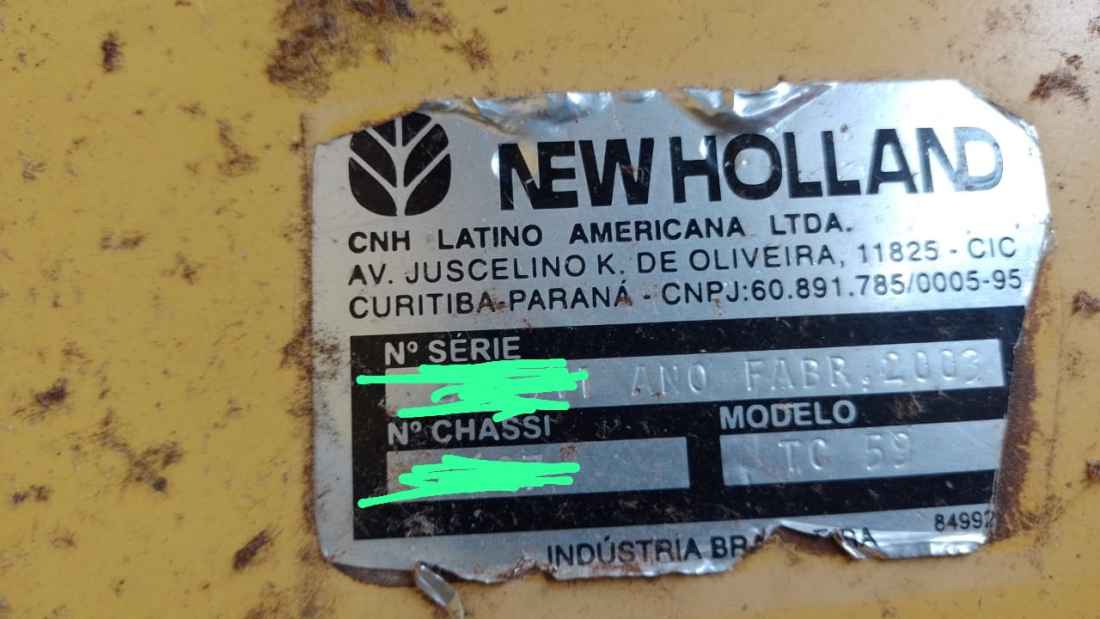 NEW HOLLAND
CNH LATINO AMERICANA LTDA.
AV. JUSCELINO K. DE OLIVEIRA, 11825 - CIC
CURITIBA-PARANÁ - CNPJ:60.891.785/0005-95
Nº SÉRIE
ANO FABR. 2003
Nº CHASSI
MODELO
TC 59
84992
INDÚSTRIA